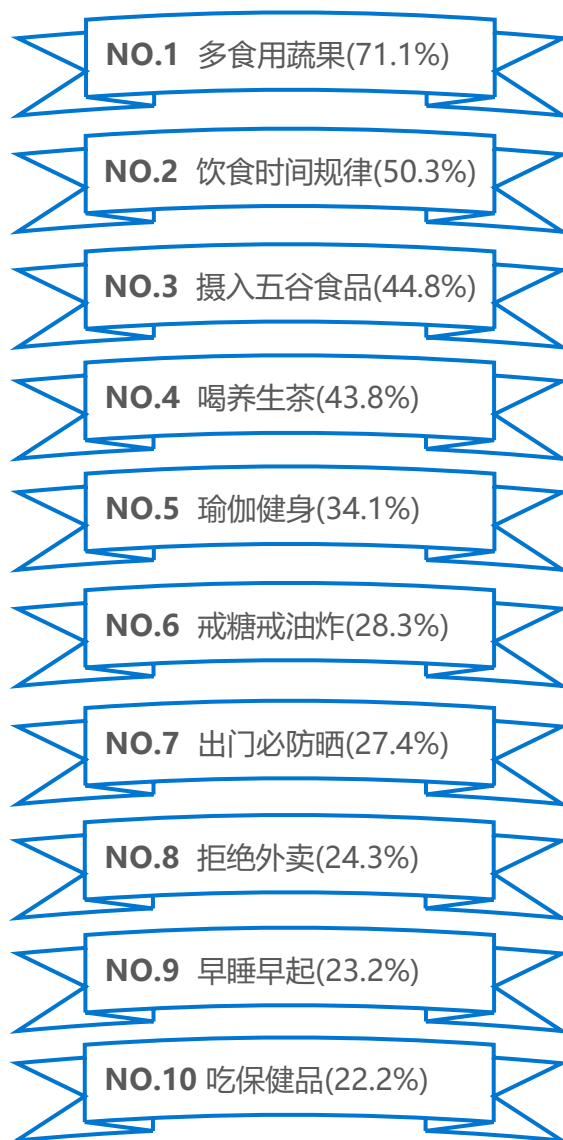 NO.1 多食用蔬果(71.1%)
NO.2 饮食时间规律(50.3%)
NO.3 摄入五谷食品(44.8%)
NO.4 喝养生茶(43.8%)
NO.5 瑜伽健身(34.1%)
NO.6 戒糖戒油炸(28.3%)
NO.7 出门必防晒(27.4%)
NO.8 拒绝外卖(24.3%)
NO.9 早睡早起(23.2%)
NO.10 吃保健品(22.2%)